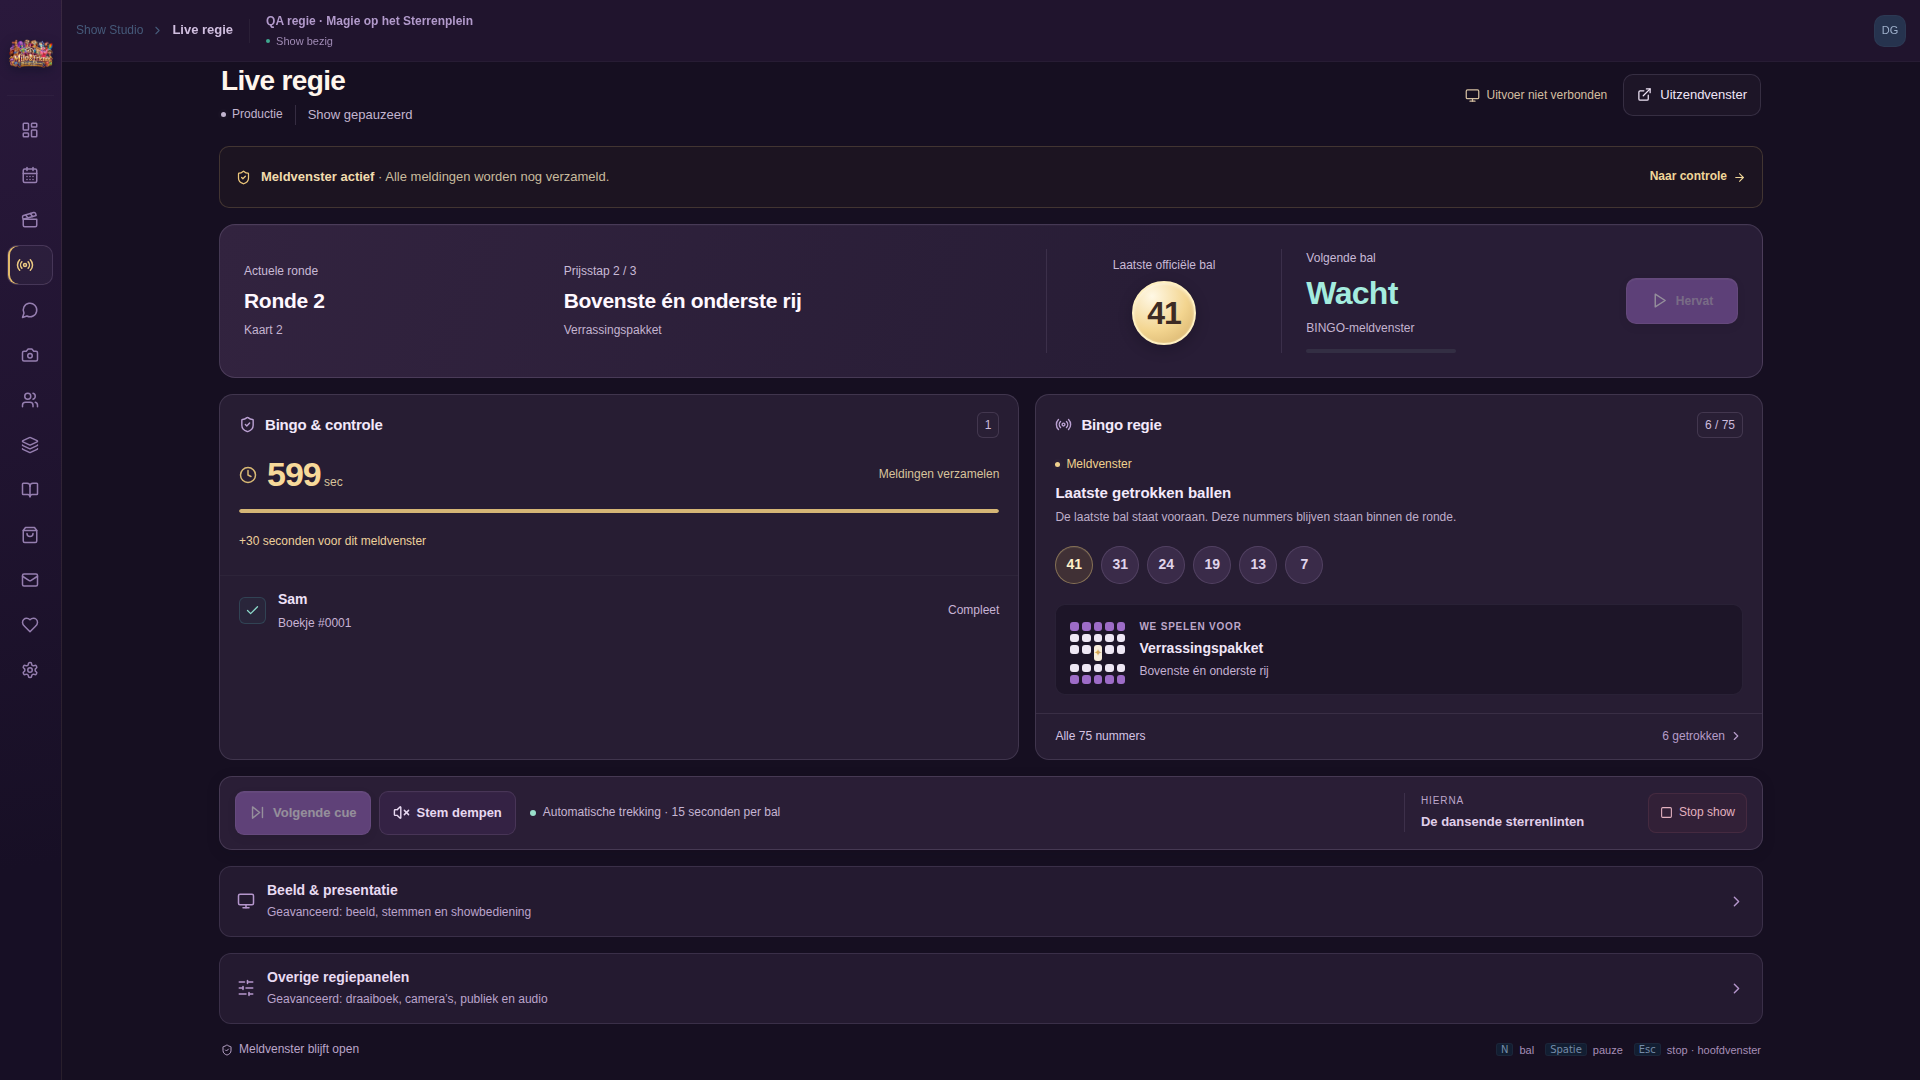 Show Studio
Live regie
QA regie · Magie op het Sterrenplein
Show bezig
DG
Live regie
Productie
Show gepauzeerd
Uitvoer niet verbonden
Uitzendvenster
Meldvenster actief · Alle meldingen worden nog verzameld.
Naar controle
Actuele ronde
Ronde 2
Kaart 2
Prijsstap 2 / 3
Bovenste én onderste rij
Verrassingspakket
Laatste officiële bal
41
Volgende bal
Wacht
BINGO-meldvenster
Hervat
Bingo & controle
1
599 sec
Meldingen verzamelen
+30 seconden voor dit meldvenster
Sam
Boekje #0001
Compleet
Bingo regie
6 / 75
Meldvenster
Laatste getrokken ballen
De laatste bal staat vooraan. Deze nummers blijven staan binnen de ronde.
41 31 24 19 13 7
WE SPELEN VOOR
Verrassingspakket
Bovenste én onderste rij
Alle 75 nummers
6 getrokken
Volgende cue
Stem dempen
Automatische trekking · 15 seconden per bal
HIERNA
De dansende sterrenlinten
Stop show
Beeld & presentatie
Geavanceerd: beeld, stemmen en showbediening
Overige regiepanelen
Geavanceerd: draaiboek, camera's, publiek en audio
Meldvenster blijft open
N bal Spatie pauze Esc stop · hoofdvenster